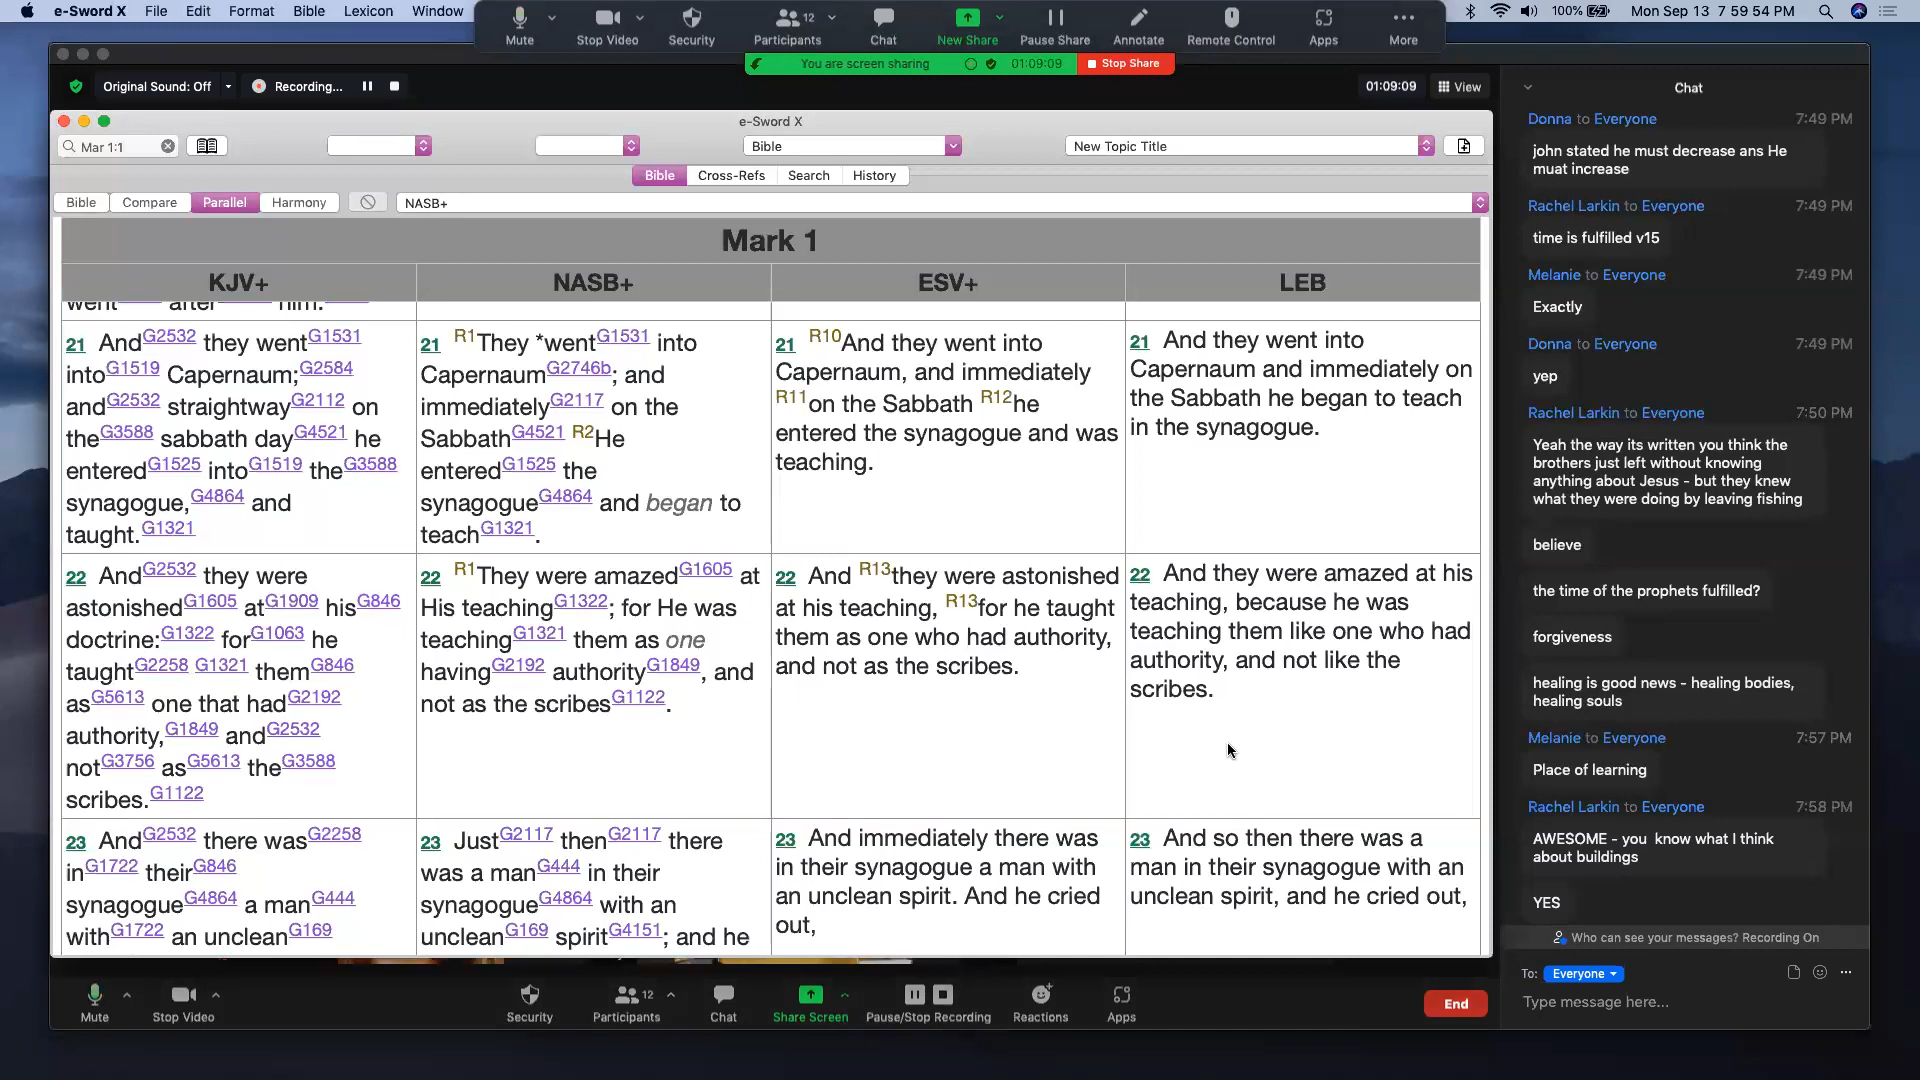 e-Sword X File Edit Format Bible Lexicon Window
100% Mon Sep 13 7 59 54 PM
Mute Stop Video Security Participants 12 Chat New Share Pause Share Annotate Remote Control Apps More
You are screen sharing 01:09:09 Stop Share
Original Sound: Off Recording... 01:09:09 View
e-Sword X
Mar 1:1 Bible New Topic Title
Bible Cross-Refs Search History
Bible Compare Parallel Harmony NASB+
Mark 1
KJV+ NASB+ ESV+ LEB
went after him.
21 AndG2532 they wentG1531
intoG1519 Capernaum;G2584
andG2532 straightwayG2112 on
theG3588 sabbath dayG4521 he
enteredG1525 intoG1519 theG3588
synagogue,G4864 and
taught.G1321
21 R1They *wentG1531 into
CapernaumG2746b; and
immediatelyG2117 on the
SabbathG4521 R2He
enteredG1525 the
synagogueG4864 and began to
teachG1321.
21 R10And they went into
Capernaum, and immediately
R11on the Sabbath R12he
entered the synagogue and was
teaching.
21 And they went into
Capernaum and immediately on
the Sabbath he began to teach
in the synagogue.
22 AndG2532 they were
astonishedG1605 atG1909 hisG846
doctrine:G1322 forG1063 he
taughtG2258 G1321 themG846
asG5613 one that hadG2192
authority,G1849 andG2532
notG3756 asG5613 theG3588
scribes.G1122
22 R1They were amazedG1605 at
His teachingG1322; for He was
teachingG1321 them as one
havingG2192 authorityG1849, and
not as the scribesG1122.
22 And R13they were astonished
at his teaching, R13for he taught
them as one who had authority,
and not as the scribes.
22 And they were amazed at his
teaching, because he was
teaching them like one who had
authority, and not like the
scribes.
23 AndG2532 there wasG2258
inG1722 theirG846
synagogueG4864 a manG444
withG1722 an uncleanG169
23 JustG2117 thenG2117 there
was a manG444 in their
synagogueG4864 with an
uncleanG169 spiritG4151; and he
23 And immediately there was
in their synagogue a man with
an unclean spirit. And he cried
out,
23 And so then there was a
man in their synagogue with an
unclean spirit, and he cried out,
Mute Stop Video Security Participants 12 Chat Share Screen Pause/Stop Recording Reactions Apps End
Chat
Donna to Everyone 7:49 PM
john stated he must decrease ans He
muat increase
Rachel Larkin to Everyone 7:49 PM
time is fulfilled v15
Melanie to Everyone 7:49 PM
Exactly
Donna to Everyone 7:49 PM
yep
Rachel Larkin to Everyone 7:50 PM
Yeah the way its written you think the
brothers just left without knowing
anything about Jesus - but they knew
what they were doing by leaving fishing
believe
the time of the prophets fulfilled?
forgiveness
healing is good news - healing bodies,
healing souls
Melanie to Everyone 7:57 PM
Place of learning
Rachel Larkin to Everyone 7:58 PM
AWESOME - you know what I think
about buildings
YES
Who can see your messages? Recording On
To: Everyone
Type message here...